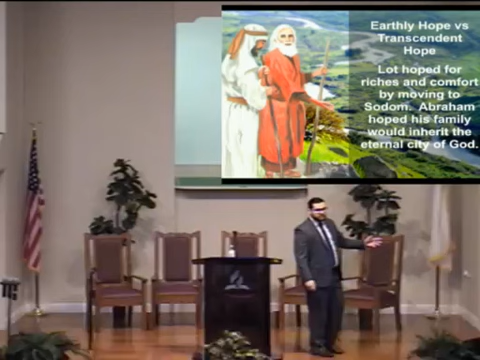 Earthly Hope vs
Transcendent
Hope
Lot hoped for
riches and comfort
by moving to
Sodom. Abraham
hoped his family
would inherit the
eternal city of God.